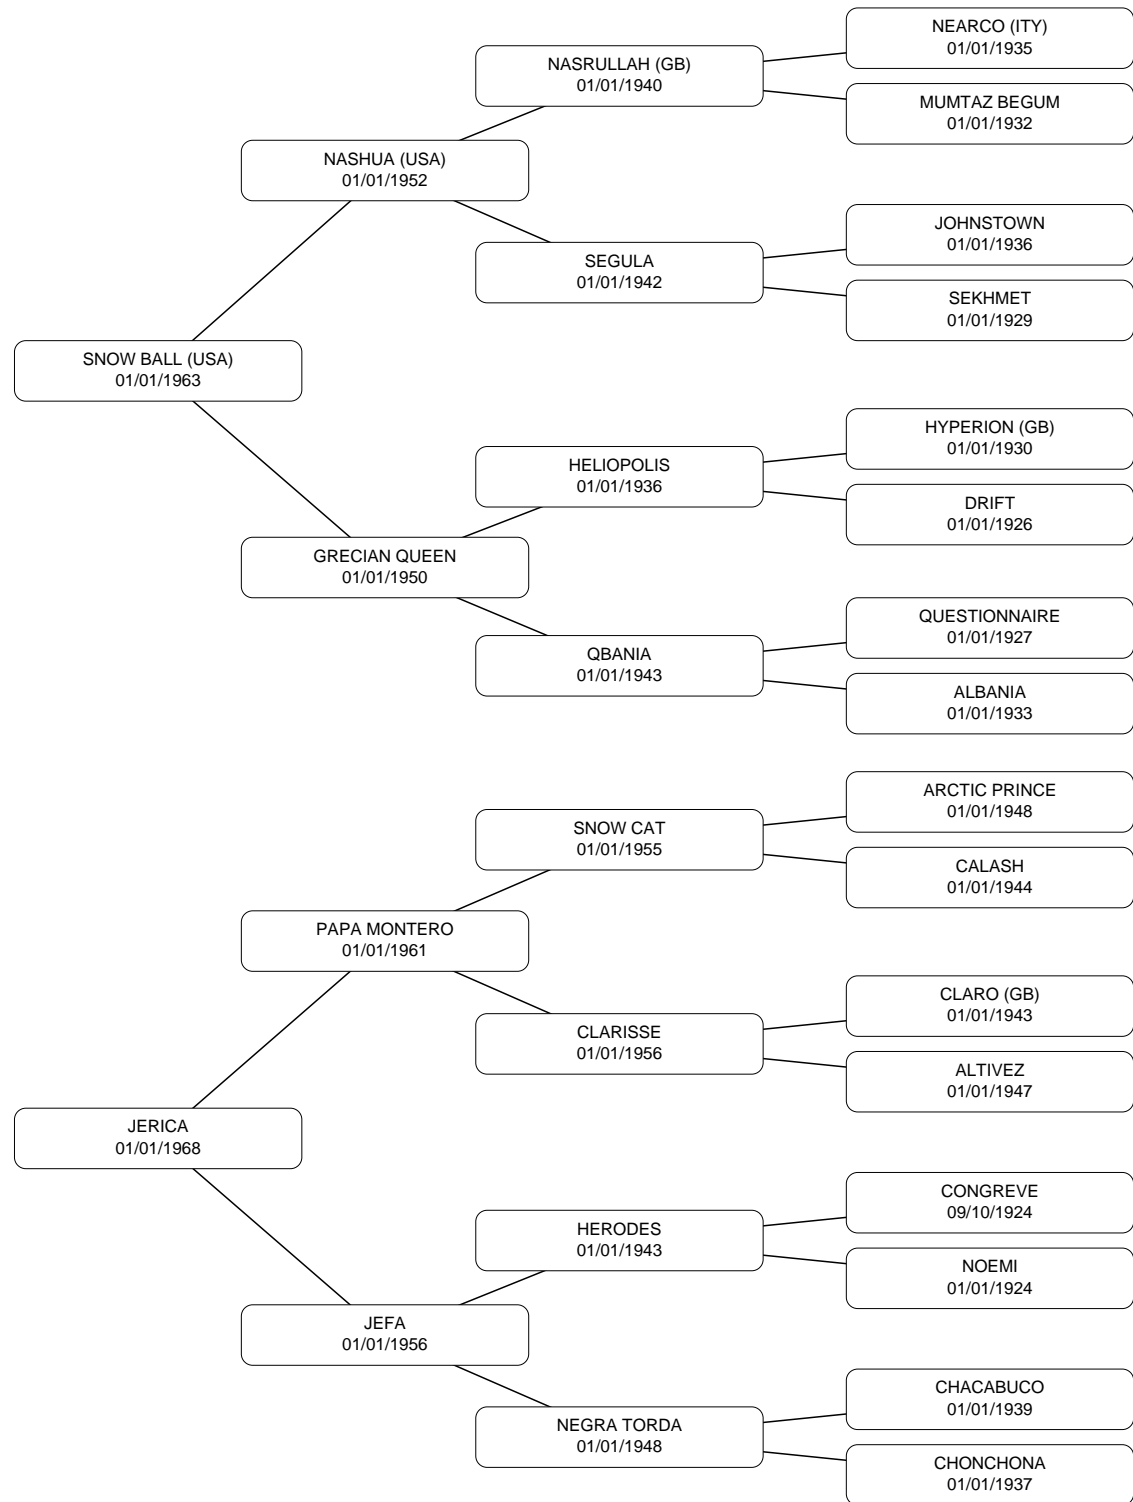 NEARCO (ITY)
01/01/1935
NASRULLAH (GB)
01/01/1940
MUMTAZ BEGUM
01/01/1932
NASHUA (USA)
01/01/1952
JOHNSTOWN
01/01/1936
SEGULA
01/01/1942
SEKHMET
01/01/1929
SNOW BALL (USA)
01/01/1963
HYPERION (GB)
01/01/1930
HELIOPOLIS
01/01/1936
DRIFT
01/01/1926
GRECIAN QUEEN
01/01/1950
QUESTIONNAIRE
01/01/1927
QBANIA
01/01/1943
ALBANIA
01/01/1933
ARCTIC PRINCE
01/01/1948
SNOW CAT
01/01/1955
CALASH
01/01/1944
PAPA MONTERO
01/01/1961
CLARO (GB)
01/01/1943
CLARISSE
01/01/1956
ALTIVEZ
01/01/1947
JERICA
01/01/1968
CONGREVE
09/10/1924
HERODES
01/01/1943
NOEMI
01/01/1924
JEFA
01/01/1956
CHACABUCO
01/01/1939
NEGRA TORDA
01/01/1948
CHONCHONA
01/01/1937